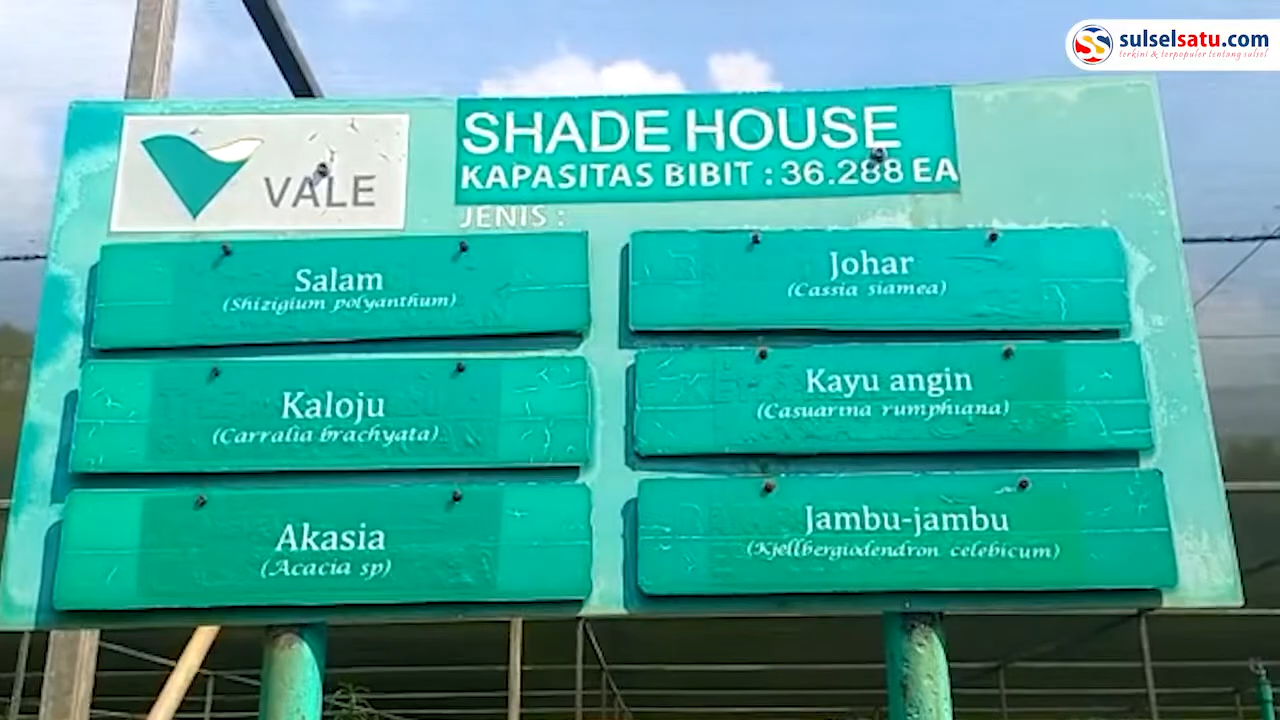 sulselsatu.com
terkini & terpopuler tentang sulsel
VALE
SHADE HOUSE
KAPASITAS BIBIT : 36.288 EA
JENIS :
Salam
(Shizigium polyanthum)
Johar
(Cassia siamea)
Kaloju
(Carralia brachyata)
Kayu angin
(Casuarina rumphiana)
Akasia
(Acacia sp)
Jambu-jambu
(Kjellbergiodendron celebicum)